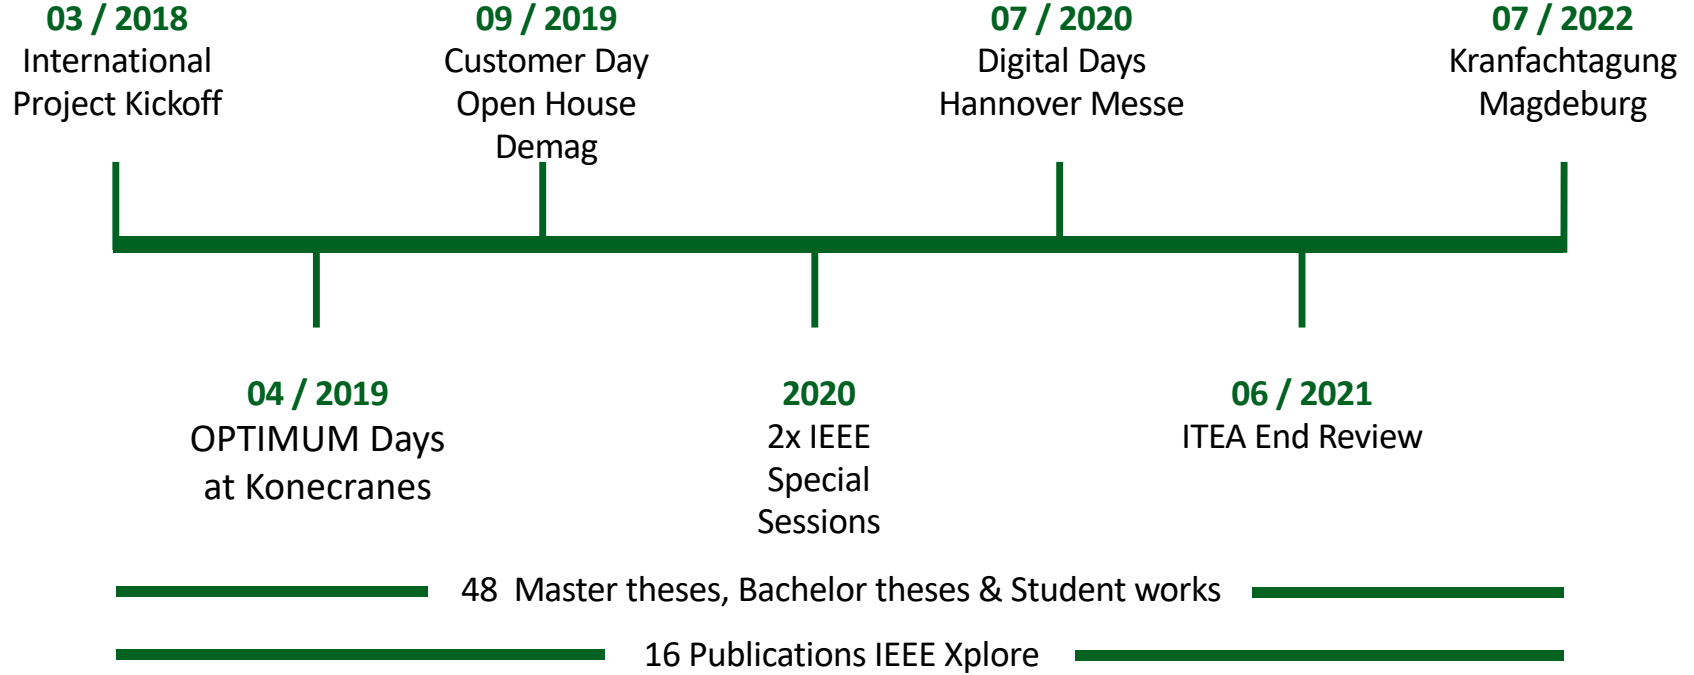 03 / 2018
International
Project Kickoff
09 / 2019
Customer Day
Open House
Demag
07 / 2020
Digital Days
Hannover Messe
07 / 2022
Kranfachtagung
Magdeburg
04 / 2019
OPTIMUM Days
at Konecranes
2020
2x IEEE
Special
Sessions
06 / 2021
ITEA End Review
48 Master theses, Bachelor theses & Student works
16 Publications IEEE Xplore